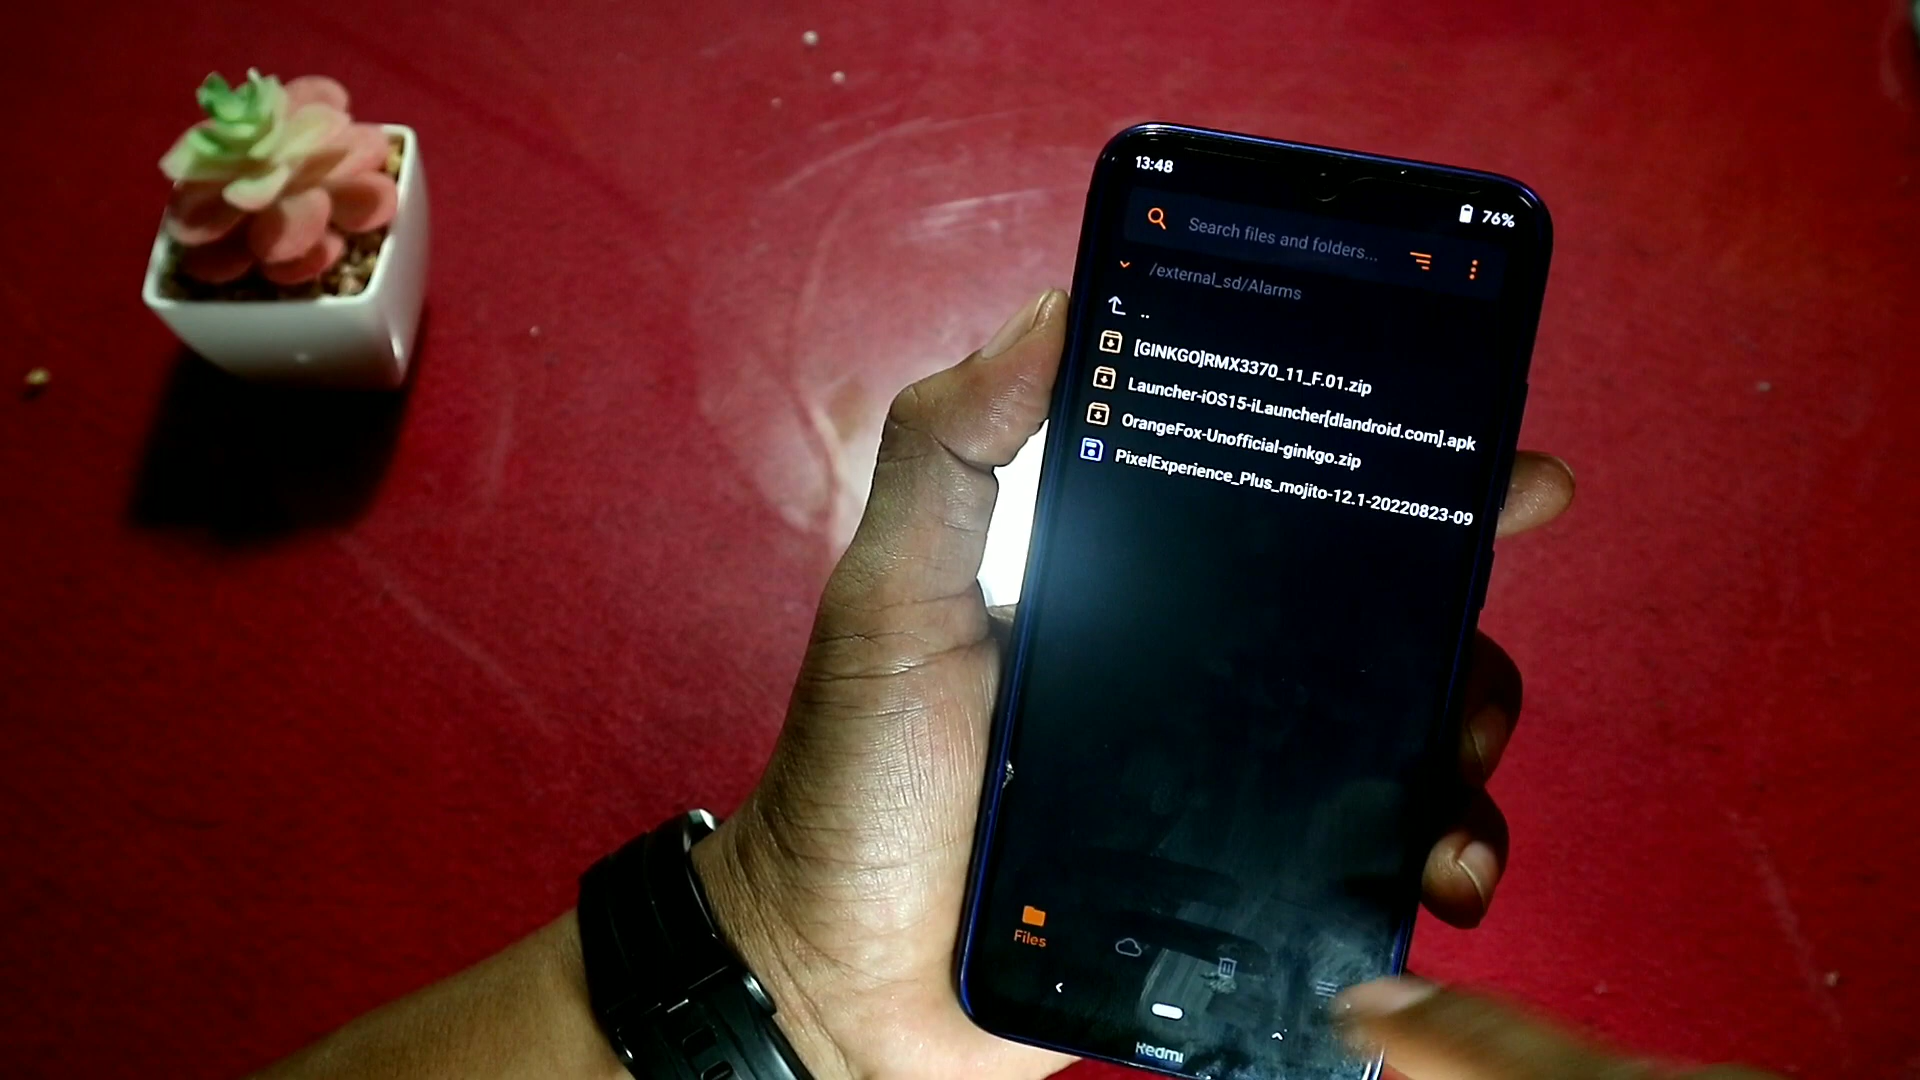 13:48
76%
Search files and folders...
/external_sd/Alarms
..
[GINKGO]RMX3370_11_F.01.zip
Launcher-iOS15-iLauncher[dlandroid.com].apk
OrangeFox-Unofficial-ginkgo.zip
PixelExperience_Plus_mojito-12.1-20220823-09
Files
Redmi